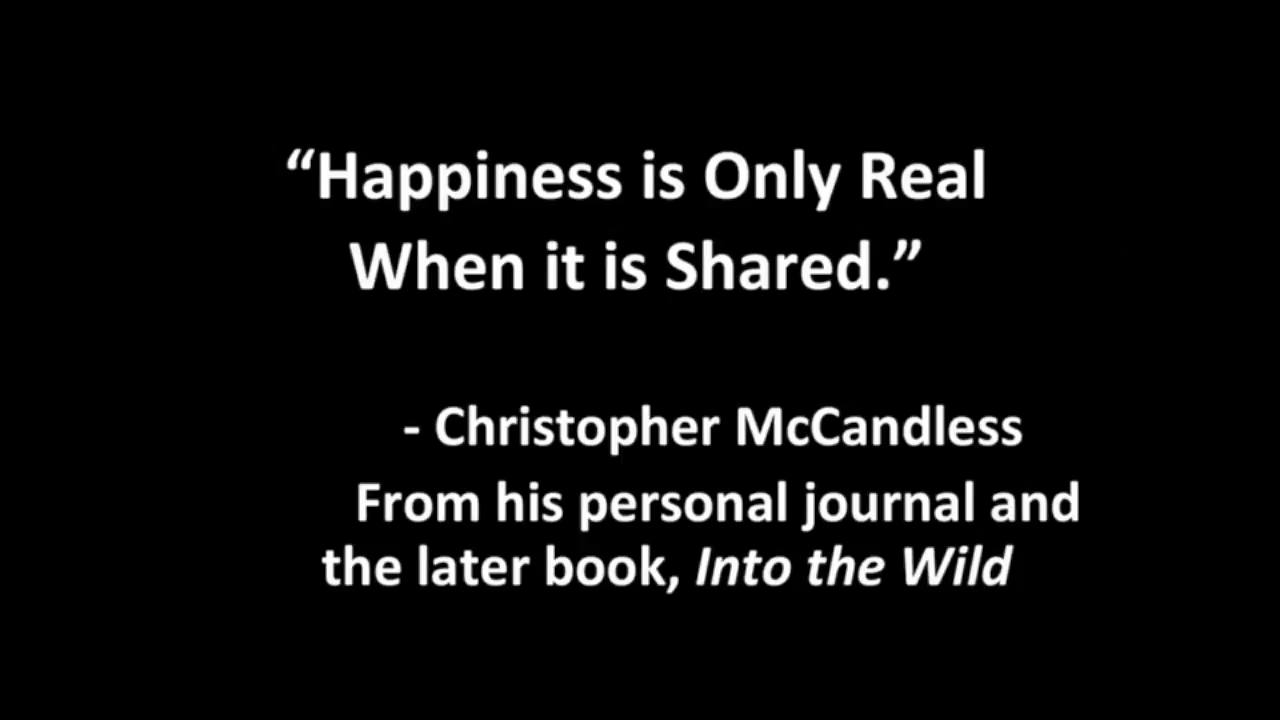 “Happiness is Only Real
When it is Shared.”
- Christopher McCandless
From his personal journal and
the later book, Into the Wild